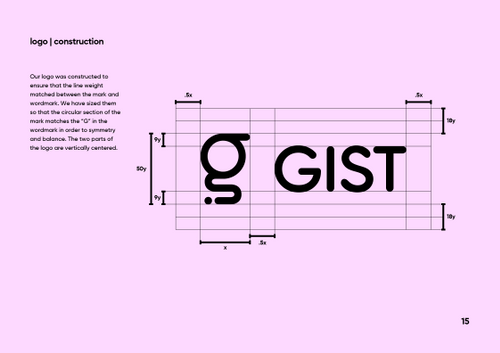 logo | construction
Our logo was constructed to
ensure that the line weight
matched between the mark and
wordmark. We have sized them
so that the circular section of the
mark matches the "G" in the
wordmark in order to symmetry
and balance. The two parts of
the logo are vertically centered.
.5x
.5x
18y
9y
50y
9y
g GIST
18y
x
.5x
15